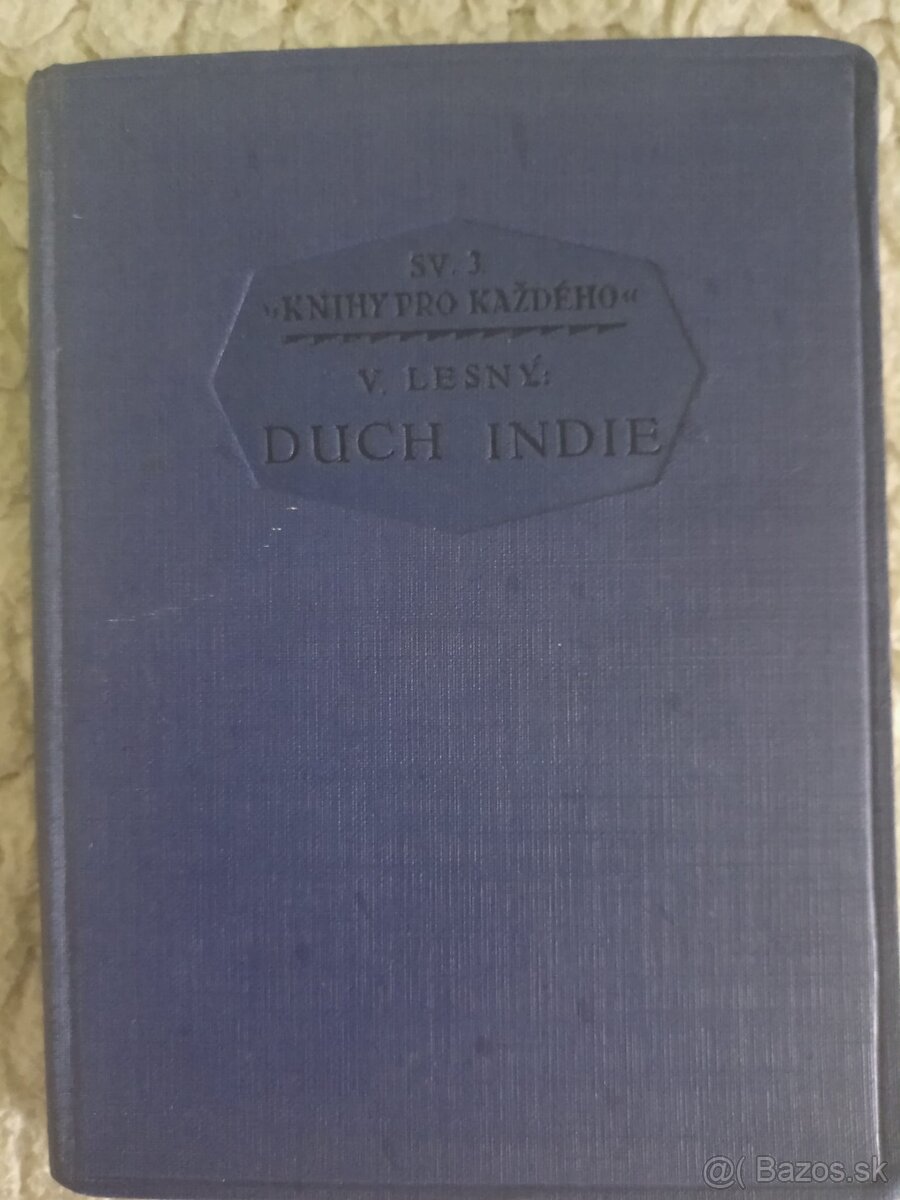 SV. 3.
»KNIHY PRO KAŽDÉHO«
V. LESNÝ:
DUCH INDIE
@( Bazos.sk